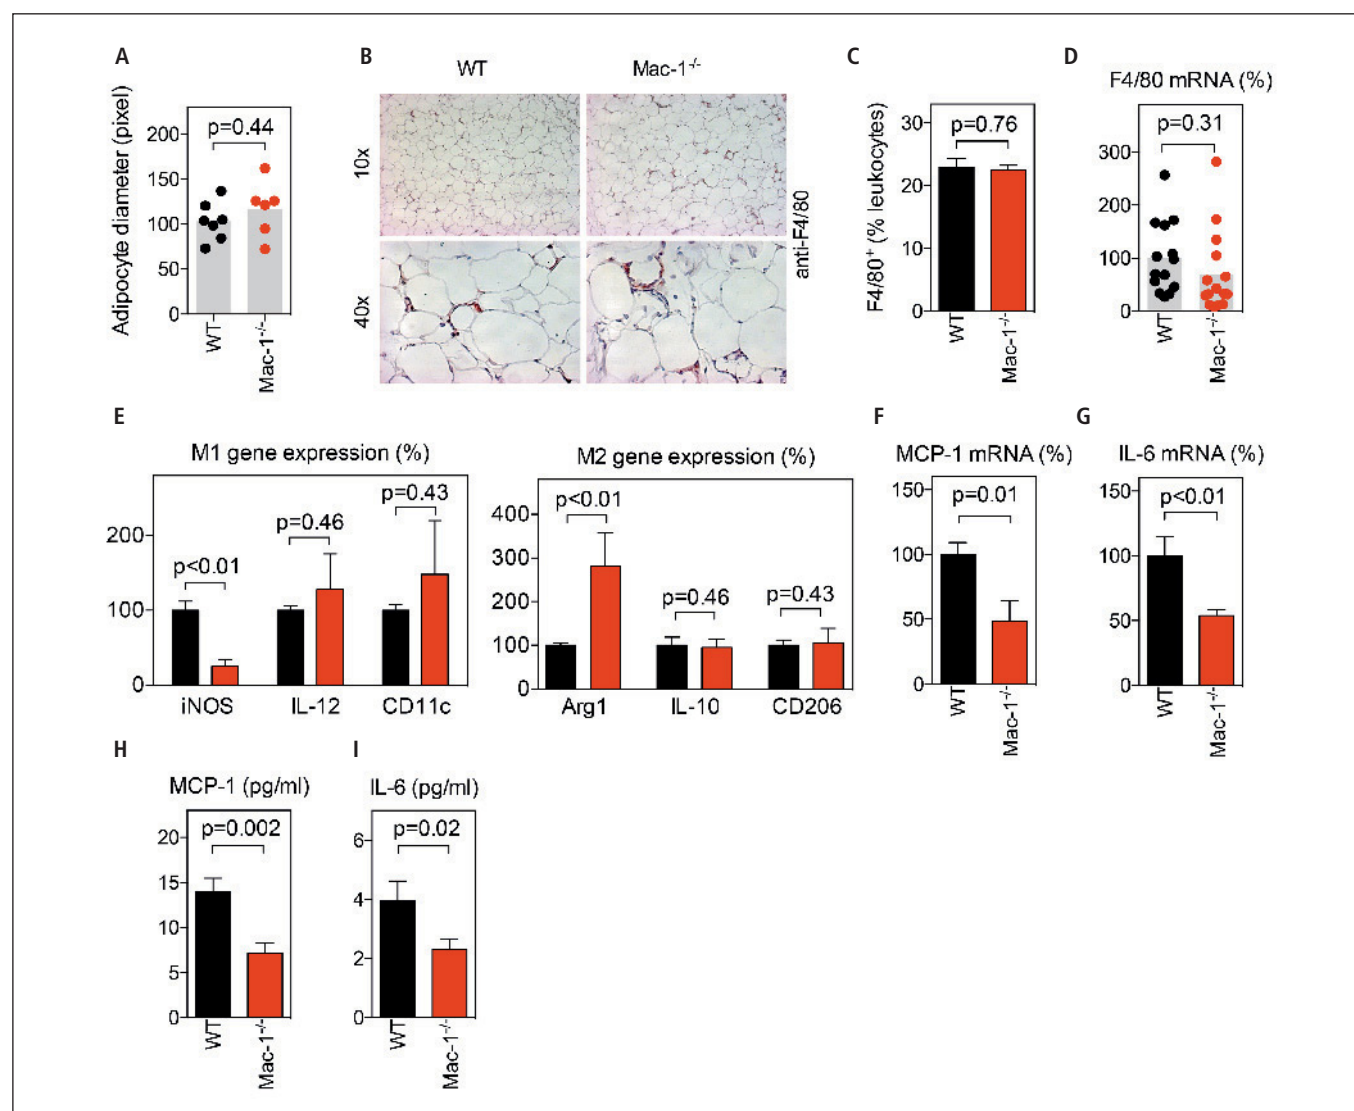 A
Adipocyte diameter (pixel)
200
150
100
50
0
p=0.44
WT
Mac-1-/-
B
WT
Mac-1-/-
10x
40x
anti-F4/80
C
F4/80+ (% leukocytes)
30
20
10
0
p=0.76
WT
Mac-1-/-
D
F4/80 mRNA (%)
300
200
100
0
p=0.31
WT
Mac-1-/-
E
M1 gene expression (%)
200
100
0
p<0.01
p=0.46
p=0.43
iNOS
IL-12
CD11c
M2 gene expression (%)
400
300
200
100
0
p<0.01
p=0.46
p=0.43
Arg1
IL-10
CD206
F
MCP-1 mRNA (%)
150
100
50
0
p=0.01
WT
Mac-1-/-
G
IL-6 mRNA (%)
150
100
50
0
p<0.01
WT
Mac-1-/-
H
MCP-1 (pg/ml)
20
15
10
5
0
p=0.002
WT
Mac-1-/-
I
IL-6 (pg/ml)
6
4
2
0
p=0.02
WT
Mac-1-/-